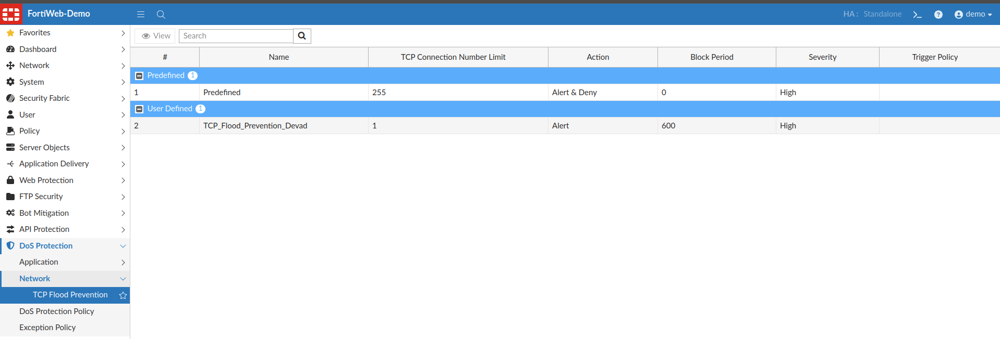 FortiWeb-Demo
HA : Standalone
demo
Favorites
Dashboard
Network
System
Security Fabric
User
Policy
Server Objects
Application Delivery
Web Protection
FTP Security
Bot Mitigation
API Protection
DoS Protection
Application
Network
TCP Flood Prevention
DoS Protection Policy
Exception Policy
View Search
# Name TCP Connection Number Limit Action Block Period Severity Trigger Policy
Predefined 1
1 Predefined 255 Alert & Deny 0 High
User Defined 1
2 TCP_Flood_Prevention_Devad 1 Alert 600 High